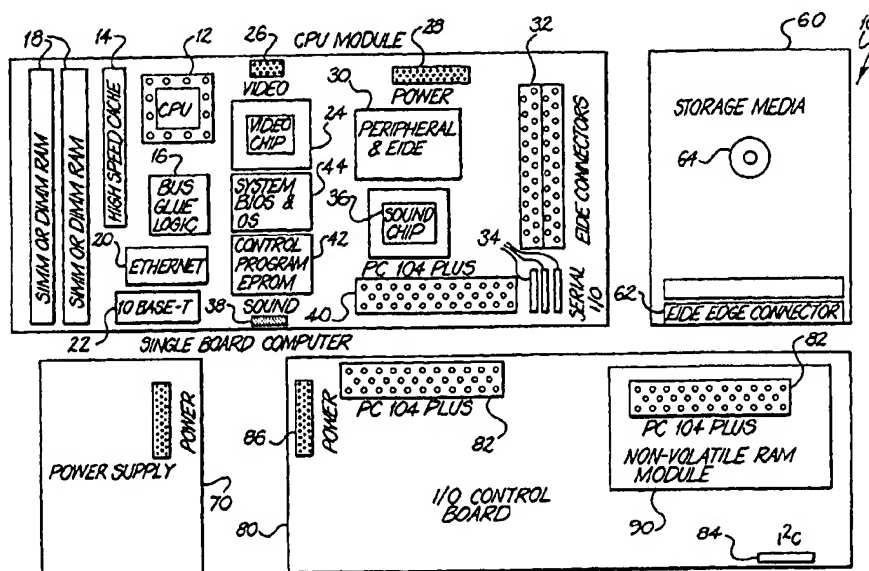 18
14
12
26
CPU MODULE
28
32
60
10
SIMM OR DIMM RAM
SIMM OR DIMM RAM
HIGH SPEED CACHE
CPU
VIDEO
VIDEO CHIP
24
30
POWER
PERIPHERAL & EIDE
EIDE CONNECTORS
STORAGE MEDIA
64
16
BUS GLUE LOGIC
44
SYSTEM BIOS & OS
36
SOUND CHIP
20
ETHERNET
CONTROL PROGRAM EPROM
42
34
SERIAL I/O
PC 104 PLUS
22
10 BASE-T
SOUND
38
40
62
EIDE EDGE CONNECTOR
SINGLE BOARD COMPUTER
82
POWER
POWER SUPPLY
70
86
POWER
PC 104 PLUS
82
PC 104 PLUS
NON-VOLATILE RAM MODULE
I/O CONTROL BOARD
80
90
84
I²C